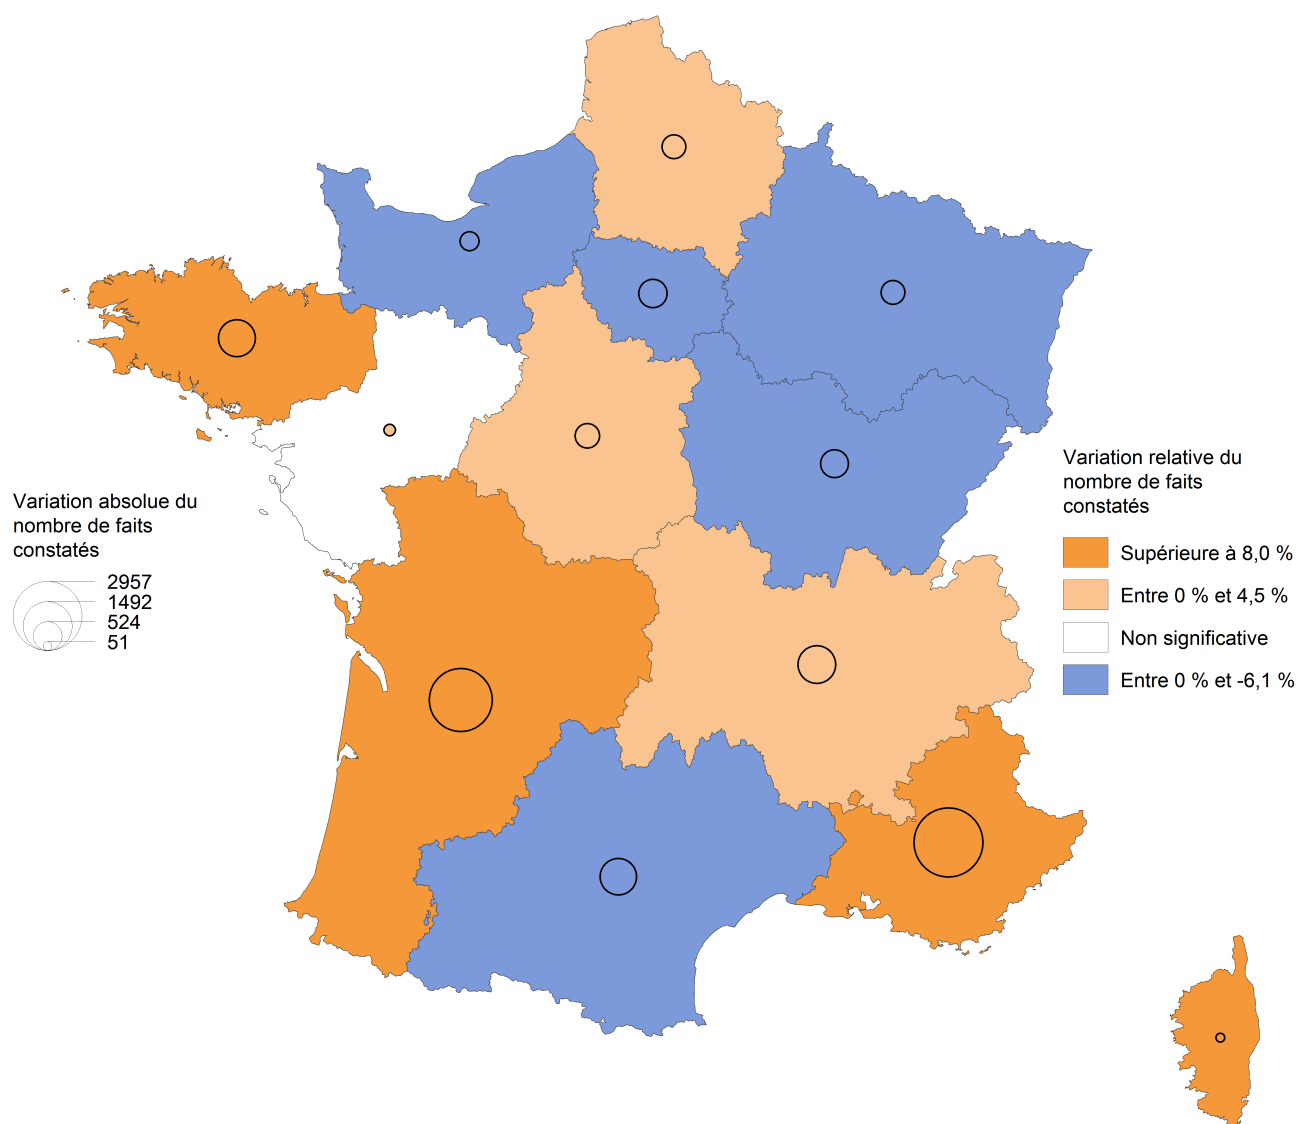 Variation absolue du
nombre de faits
constatés
2957
1492
524
51
Variation relative du
nombre de faits
constatés
Supérieure à 8,0 %
Entre 0 % et 4,5 %
Non significative
Entre 0 % et -6,1 %